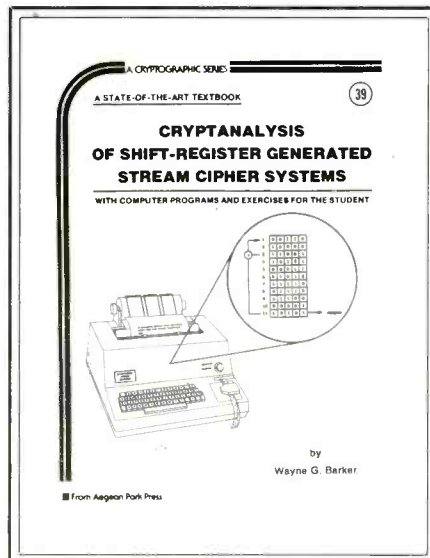 A CRYPTOGRAPHIC SERIES
A STATE-OF-THE-ART TEXTBOOK
39
CRYPTANALYSIS
OF SHIFT-REGISTER GENERATED
STREAM CIPHER SYSTEMS
WITH COMPUTER PROGRAMS AND EXERCISES FOR THE STUDENT
by
Wayne G. Barker
From Aegean Park Press